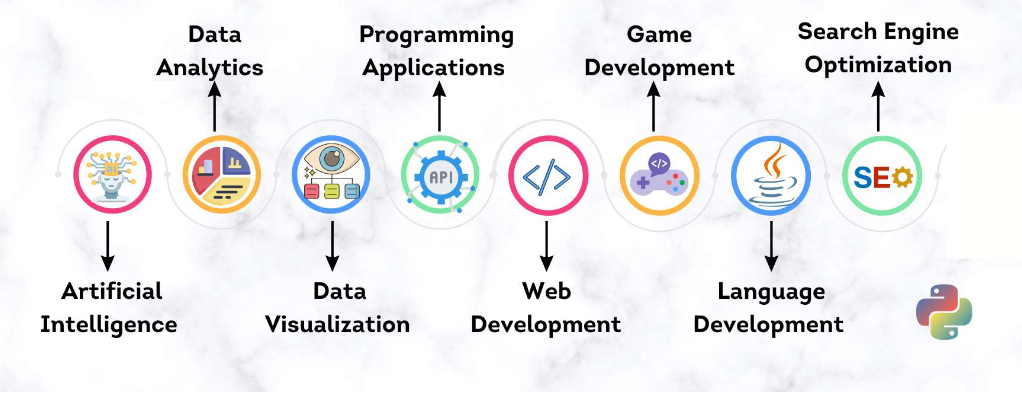 Data
Analytics
Programming
Applications
Game
Development
Search Engine
Optimization
AI
API
</>
SEO
Artificial
Intelligence
Data
Visualization
Web
Development
Language
Development